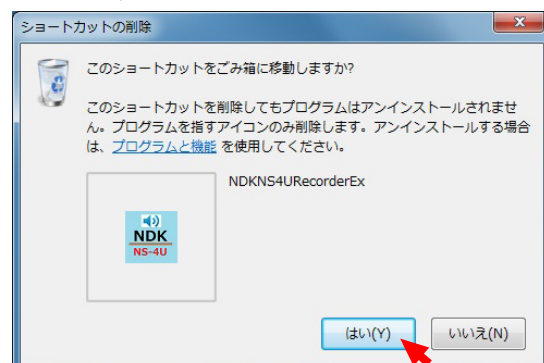 ショートカットの削除
このショートカットをごみ箱に移動しますか?
このショートカットを削除してもプログラムはアンインストールされませ
ん。プログラムを指すアイコンのみ削除します。アンインストールする場合
は、プログラムと機能 を使用してください。
NDKNS4URecorderEx
NDK
NS-4U
はい(Y)
いいえ(N)